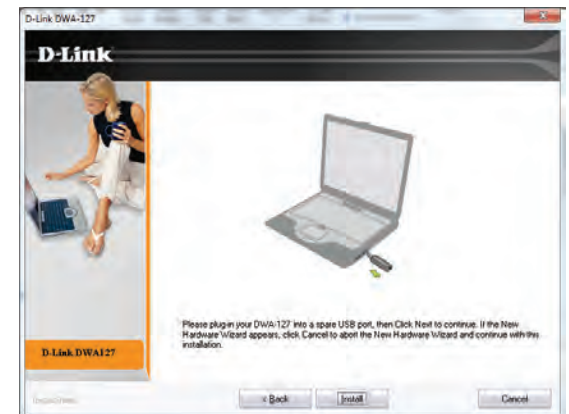 D-Link DWA-127
D-Link
Please plug in your DWA-127 into a spare USB port, then Click Next to continue. If the New
Hardware Wizard appears, click Cancel to abort the New Hardware Wizard and continue with this
installation.
D-Link DWA127
InstallShield
< Back
Install
Cancel